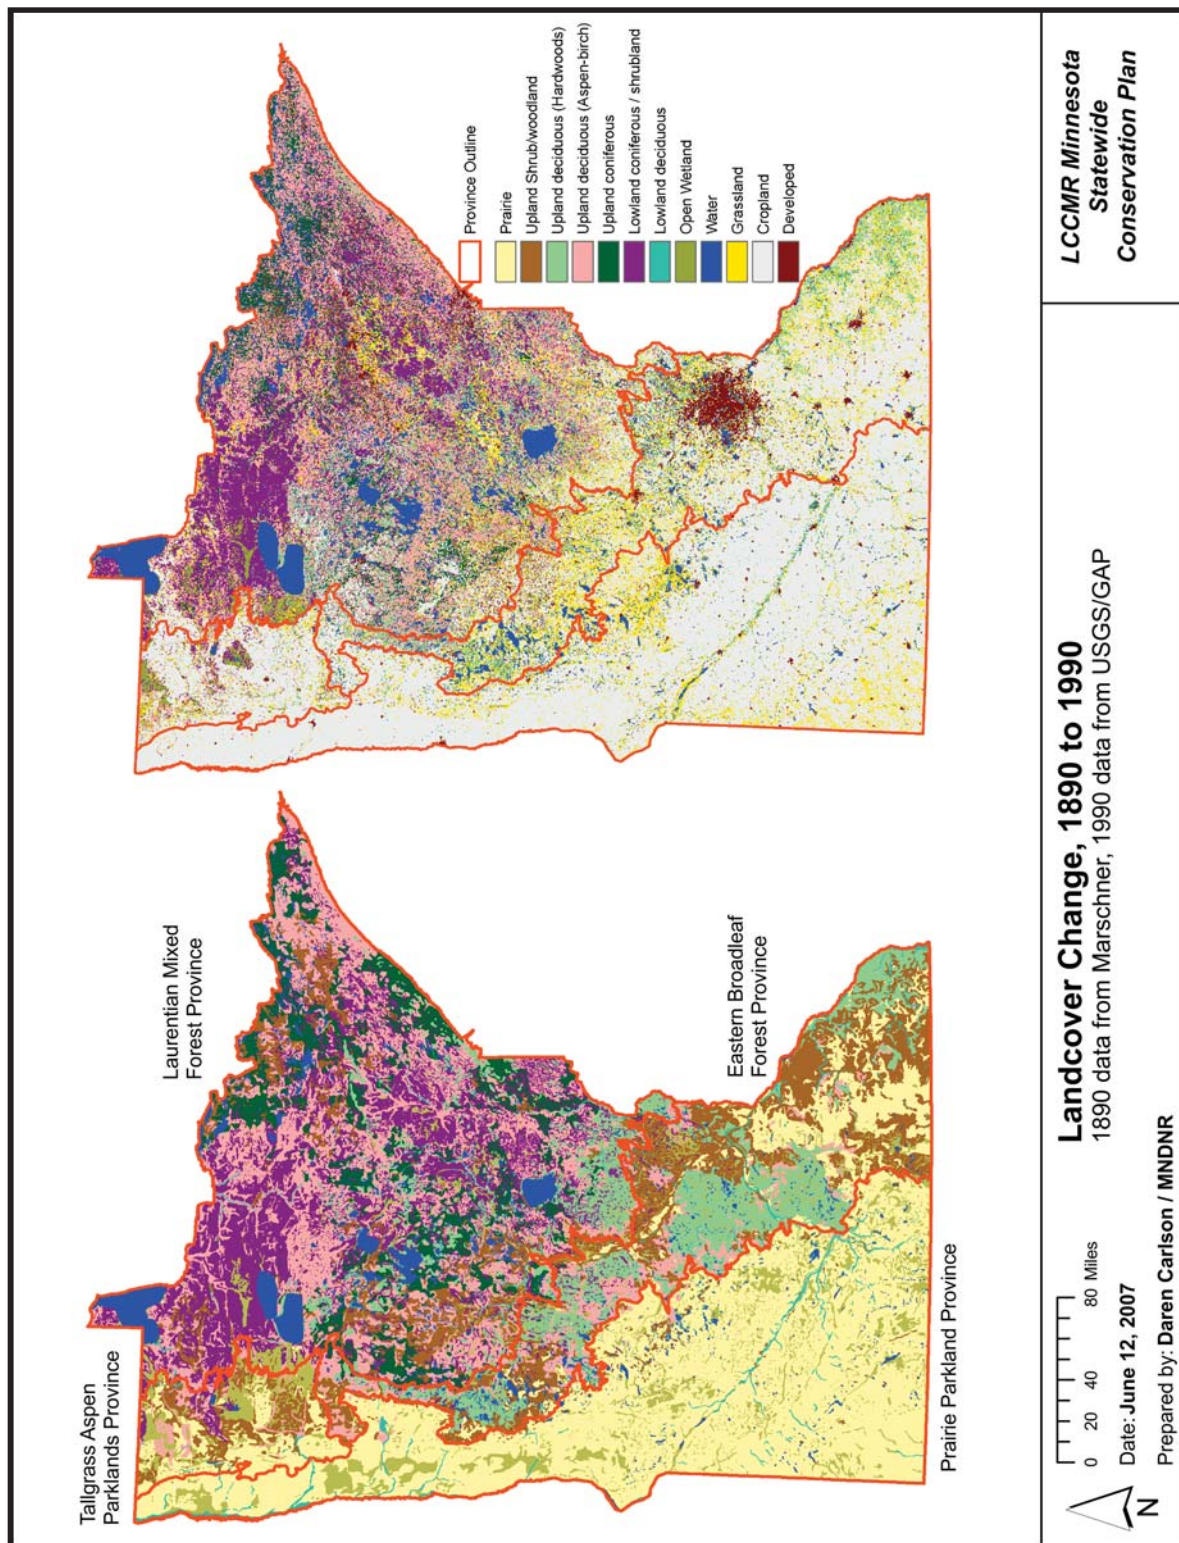 Tallgrass Aspen
Parklands Province
Laurentian Mixed
Forest Province
Eastern Broadleaf
Forest Province
Prairie Parkland Province
Province Outline
Prairie
Upland Shrub/woodland
Upland deciduous (Hardwoods)
Upland deciduous (Aspen-birch)
Upland coniferous
Lowland coniferous / shrubland
Lowland deciduous
Open Wetland
Water
Grassland
Cropland
Developed
N
0 20 40 80 Miles
Date: June 12, 2007
Prepared by: Daren Carlson / MNDNR
Landcover Change, 1890 to 1990
1890 data from Marschner, 1990 data from USGS/GAP
LCCMR Minnesota
Statewide
Conservation Plan